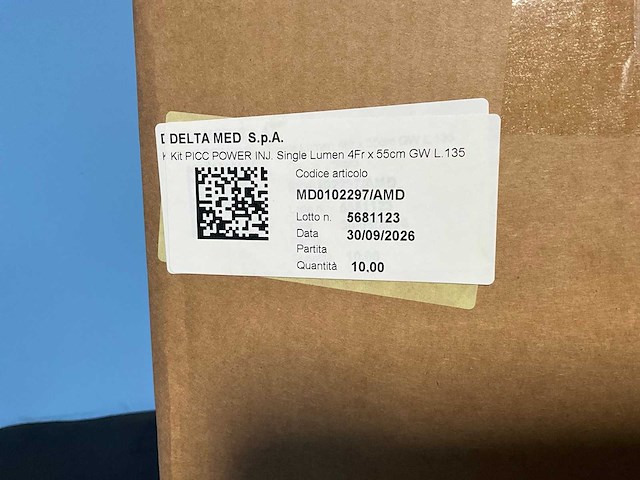 DELTA MED S.p.A.
Kit PICC POWER INJ. Single Lumen 4Fr x 55cm GW L.135
Codice articolo
MD0102297/AMD
Lotto n. 5681123
Data 30/09/2026
Partita
Quantità 10.00